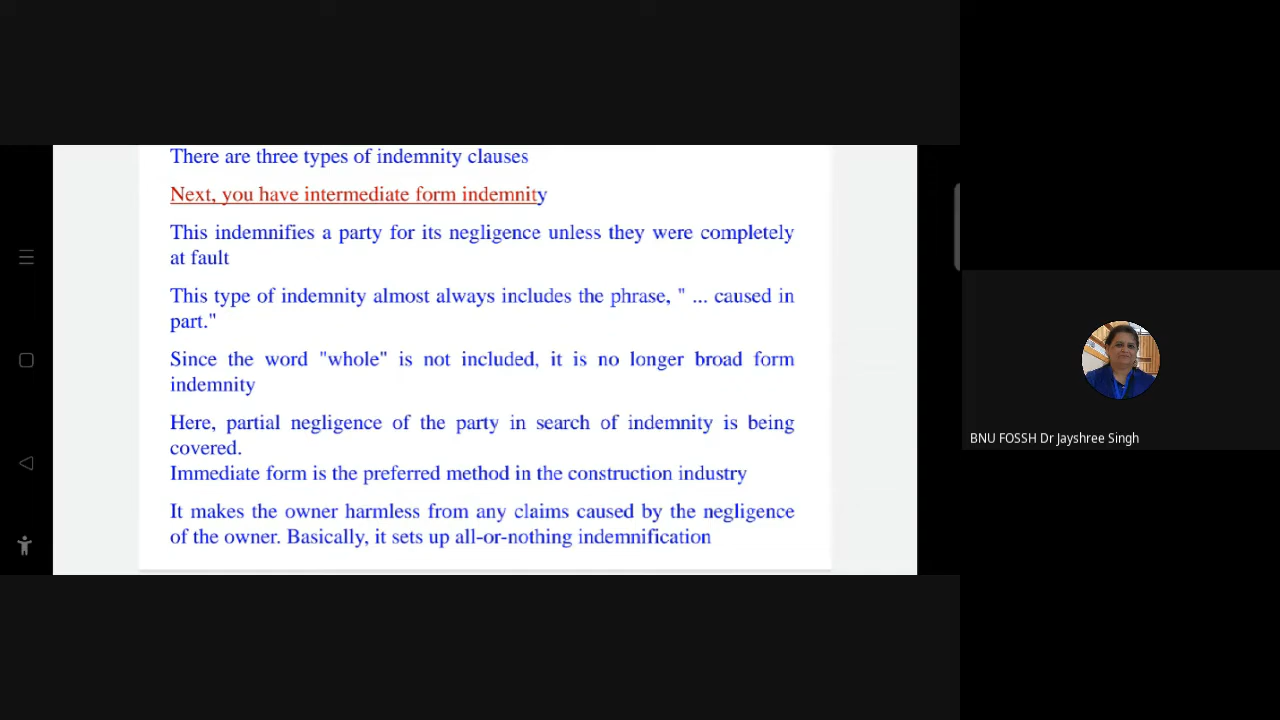 There are three types of indemnity clauses
Next, you have intermediate form indemnity
This indemnifies a party for its negligence unless they were completely
at fault
This type of indemnity almost always includes the phrase, " ... caused in
part."
Since the word "whole" is not included, it is no longer broad form
indemnity
Here, partial negligence of the party in search of indemnity is being
covered.
Immediate form is the preferred method in the construction industry
It makes the owner harmless from any claims caused by the negligence
of the owner. Basically, it sets up all-or-nothing indemnification
BNU FOSSH Dr Jayshree Singh